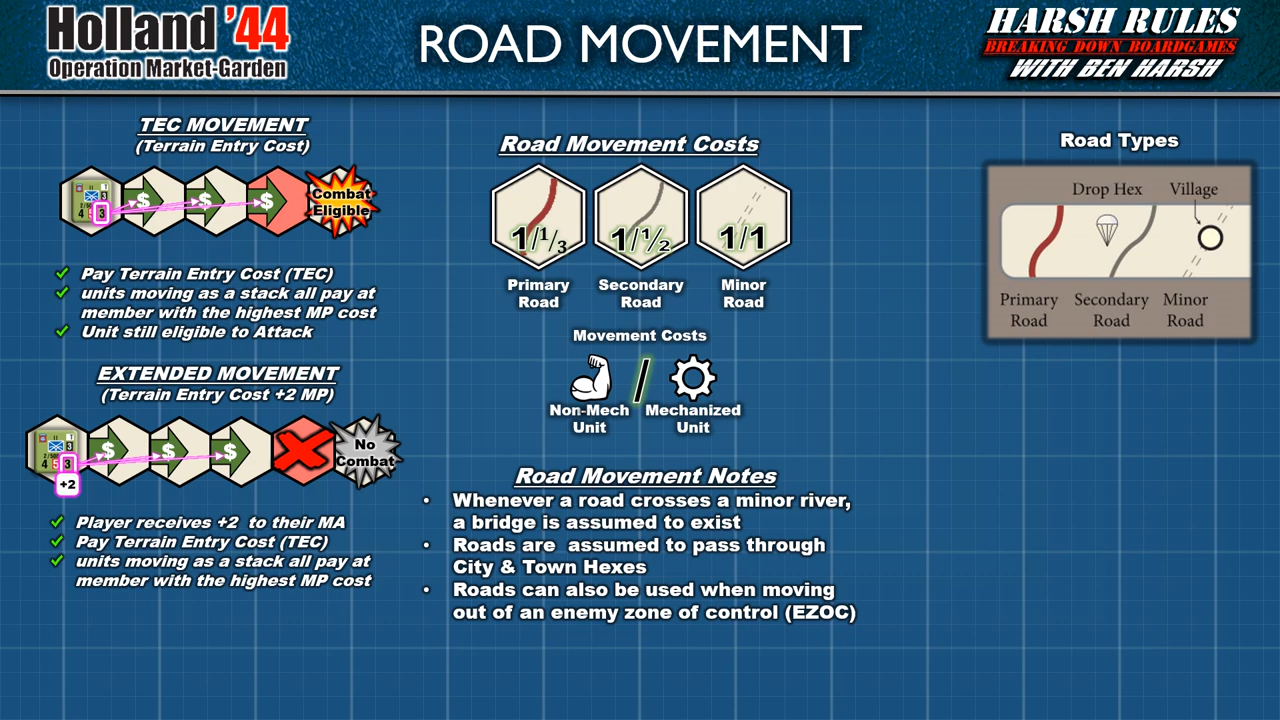 Holland '44
Operation Market-Garden
ROAD MOVEMENT
HARSH RULES
BREAKING DOWN BOARDGAMES
WITH BEN HARSH
TEC MOVEMENT
(Terrain Entry Cost)
4 5 3
$ $ $
Combat
Eligible
Pay Terrain Entry Cost (TEC)
units moving as a stack all pay at
member with the highest MP cost
Unit still eligible to Attack
EXTENDED MOVEMENT
(Terrain Entry Cost +2 MP)
4 5 3
+2
$ $ $
No
Combat
Player receives +2 to their MA
Pay Terrain Entry Cost (TEC)
units moving as a stack all pay at
member with the highest MP cost
Road Movement Costs
1/⅓ 1/½ 1/1
Primary
Road
Secondary
Road
Minor
Road
Movement Costs
/
Non-Mech
Unit
Mechanized
Unit
Road Movement Notes
• Whenever a road crosses a minor river,
a bridge is assumed to exist
• Roads are assumed to pass through
City & Town Hexes
• Roads can also be used when moving
out of an enemy zone of control (EZOC)
Road Types
Drop Hex Village
Primary
Road
Secondary
Road
Minor
Road